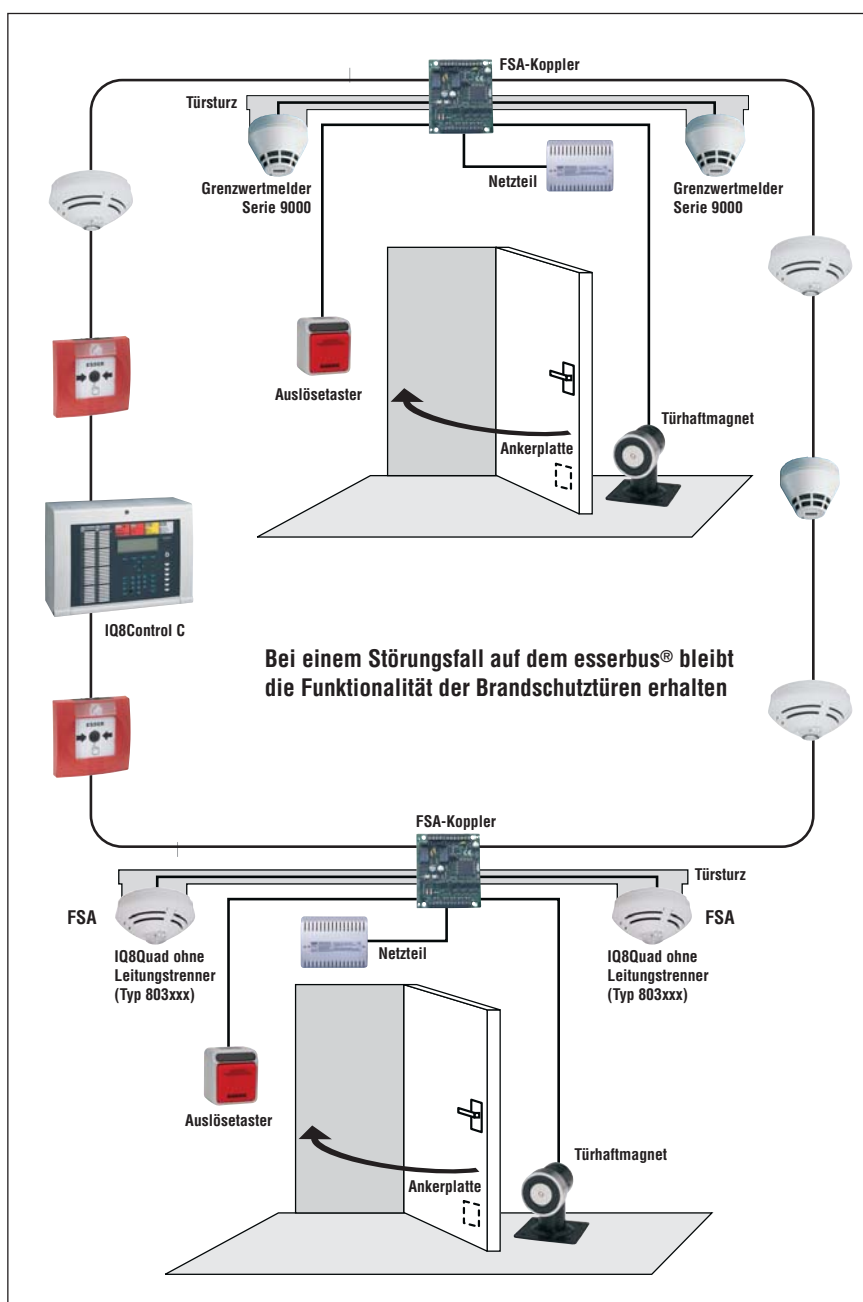 FSA-Koppler
Türsturz
Grenzwertmelder
Serie 9000
Netzteil
Grenzwertmelder
Serie 9000
ESSER
Auslösetaster
Türhaftmagnet
Ankerplatte
IQ8Control C
Bei einem Störungsfall auf dem esserbus® bleibt
die Funktionalität der Brandschutztüren erhalten
ESSER
FSA-Koppler
Türsturz
FSA
FSA
IQ8Quad ohne
Leitungstrenner
(Typ 803xxx)
Netzteil
IQ8Quad ohne
Leitungstrenner
(Typ 803xxx)
Auslösetaster
Türhaftmagnet
Ankerplatte